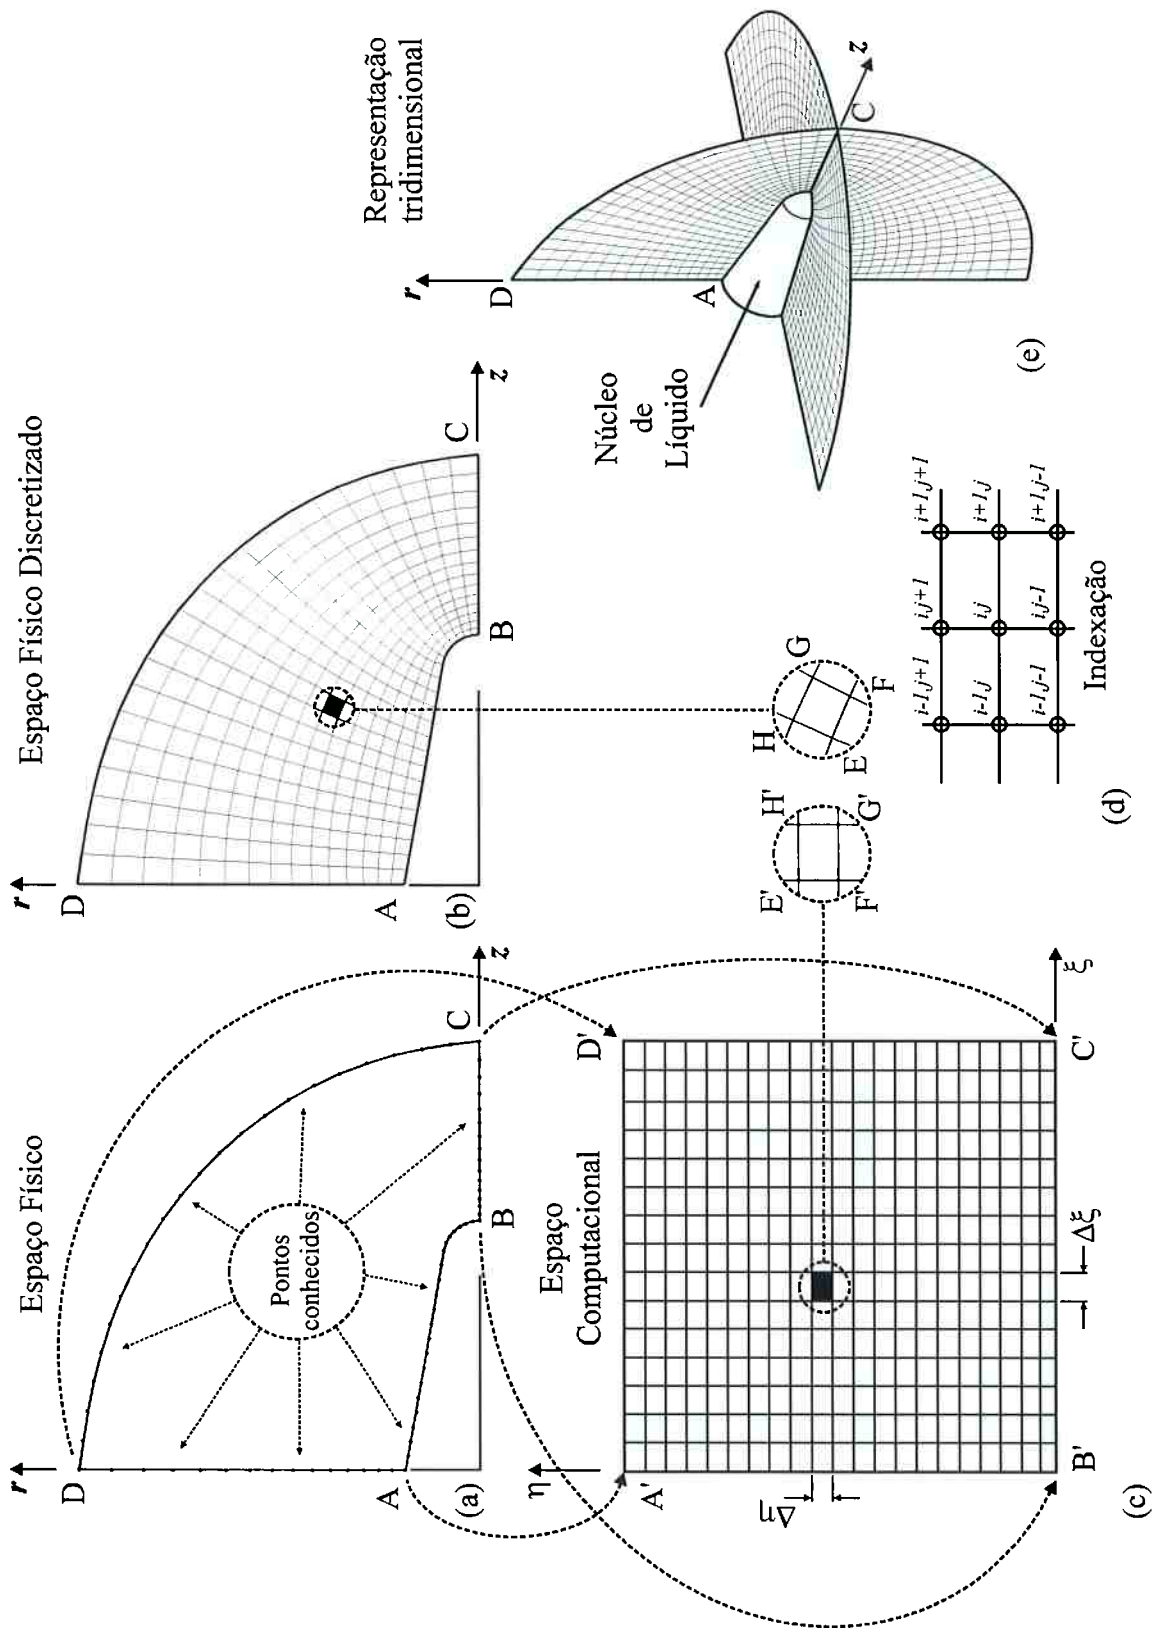 Espaço Físico
r
D
Pontos
conhecidos
A
B
C
z
(a)
Espaço Físico Discretizado
r
D
A
B
C
z
(b)
Espaço
Computacional
η
A'
D'
B'
C'
ξ
Δη
Δξ
(c)
E'
H'
F'
G'
H
G
E
F
i-1,j+1
i,j+1
i+1,j+1
i-1,j
i,j
i+1,j
i-1,j-1
i,j-1
i+1,j-1
Indexação
(d)
Representação
tridimensional
r
D
A
C
z
Núcleo
de
Líquido
(e)